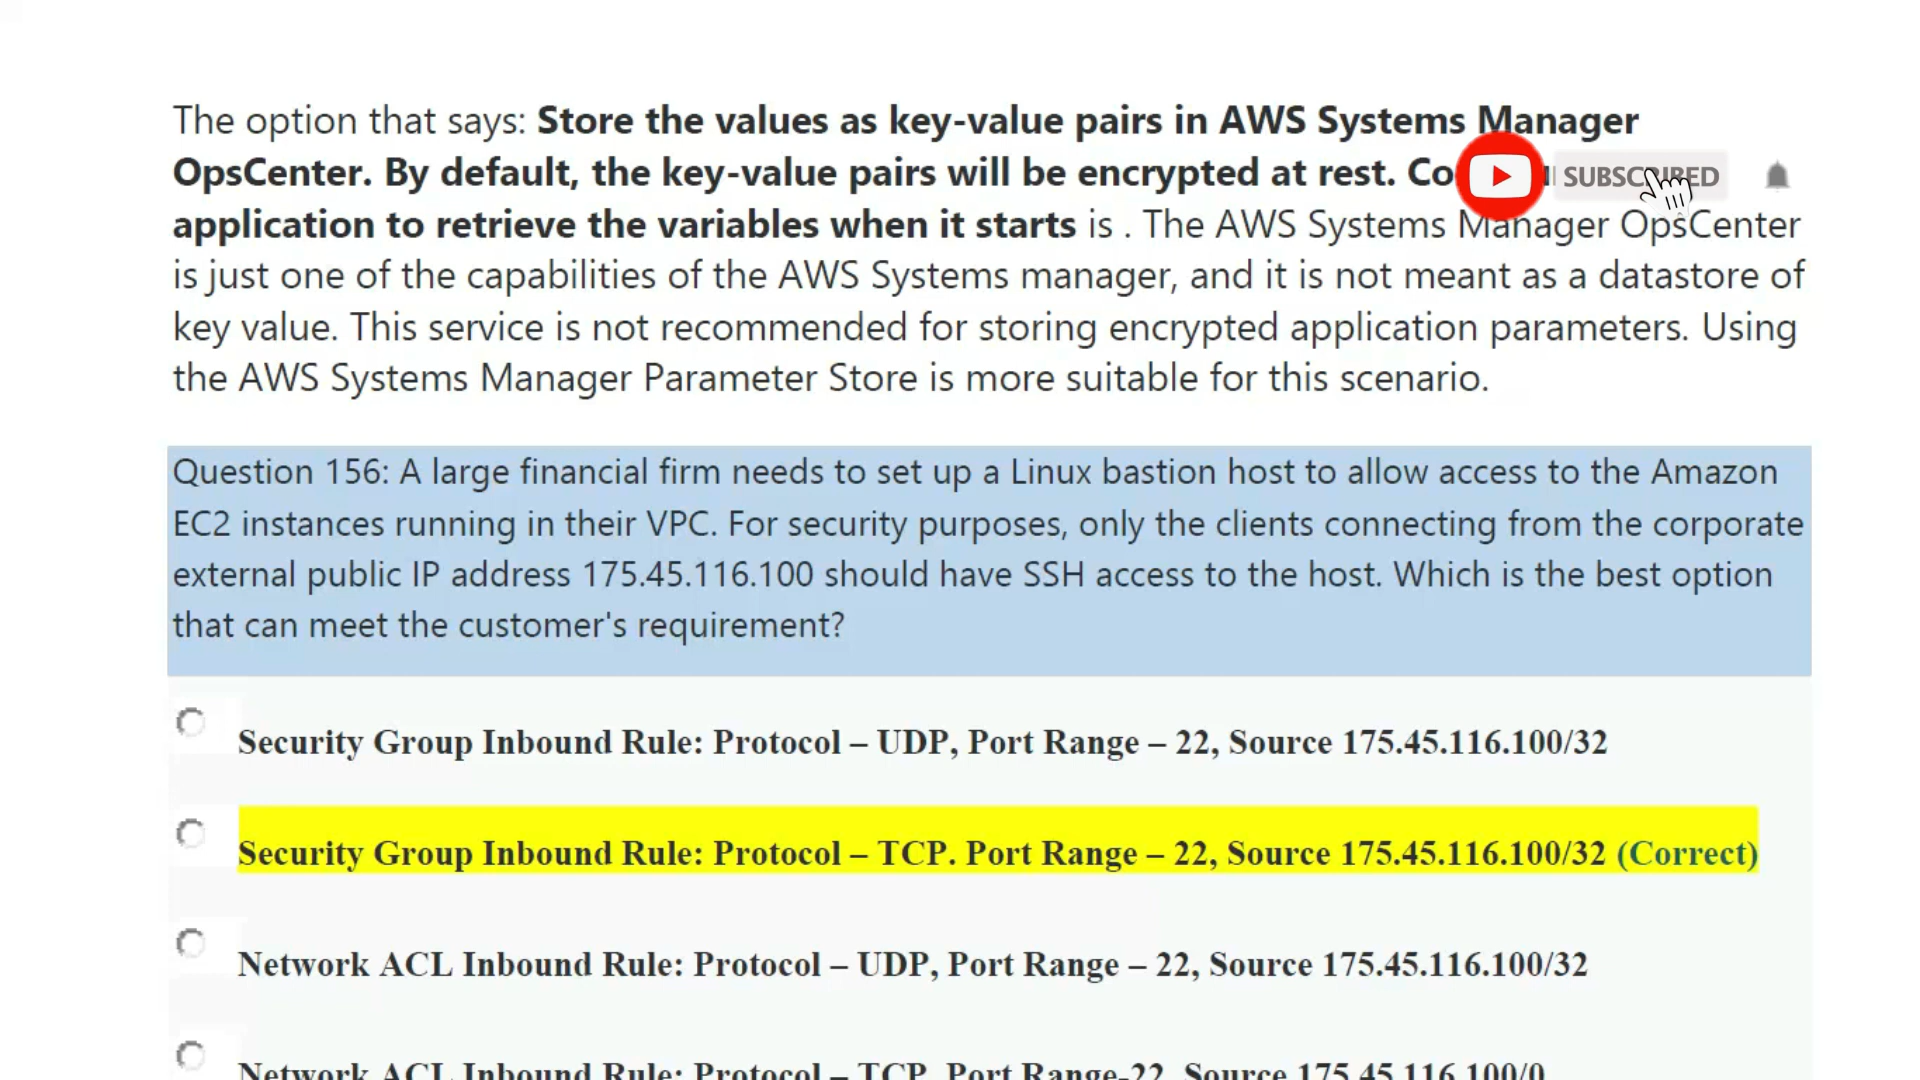 The option that says: Store the values as key-value pairs in AWS Systems Manager
OpsCenter. By default, the key-value pairs will be encrypted at rest.
SUBSCRIBED
application to retrieve the variables when it starts is . The AWS Systems Manager OpsCenter
is just one of the capabilities of the AWS Systems manager, and it is not meant as a datastore of
key value. This service is not recommended for storing encrypted application parameters. Using
the AWS Systems Manager Parameter Store is more suitable for this scenario.
Question 156: A large financial firm needs to set up a Linux bastion host to allow access to the Amazon
EC2 instances running in their VPC. For security purposes, only the clients connecting from the corporate
external public IP address 175.45.116.100 should have SSH access to the host. Which is the best option
that can meet the customer's requirement?
Security Group Inbound Rule: Protocol – UDP, Port Range – 22, Source 175.45.116.100/32
Security Group Inbound Rule: Protocol – TCP. Port Range – 22, Source 175.45.116.100/32 (Correct)
Network ACL Inbound Rule: Protocol – UDP, Port Range – 22, Source 175.45.116.100/32
Network ACL Inbound Rule: Protocol – TCP, Port Range-22, Source 175.45.116.100/0